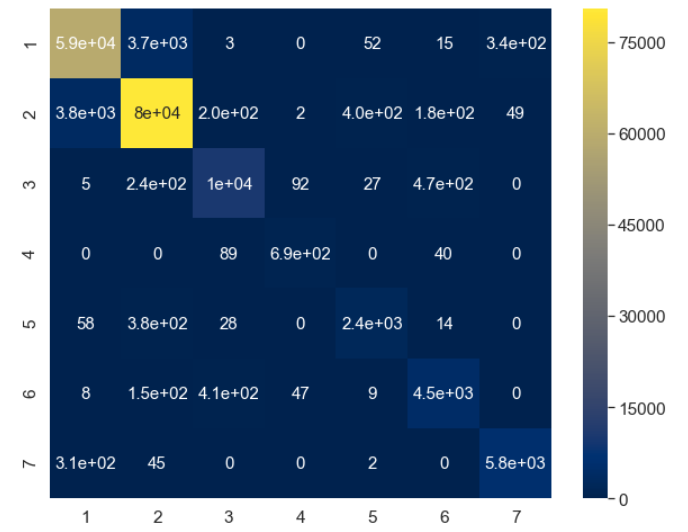 1 5.9e+04 3.7e+03 3 0 52 15 3.4e+02
2 3.8e+03 8e+04 2.0e+02 2 4.0e+02 1.8e+02 49
3 5 2.4e+02 1e+04 92 27 4.7e+02 0
4 0 0 89 6.9e+02 0 40 0
5 58 3.8e+02 28 0 2.4e+03 14 0
6 8 1.5e+02 4.1e+02 47 9 4.5e+03 0
7 3.1e+02 45 0 0 2 0 5.8e+03
1 2 3 4 5 6 7
75000
60000
45000
30000
15000
0